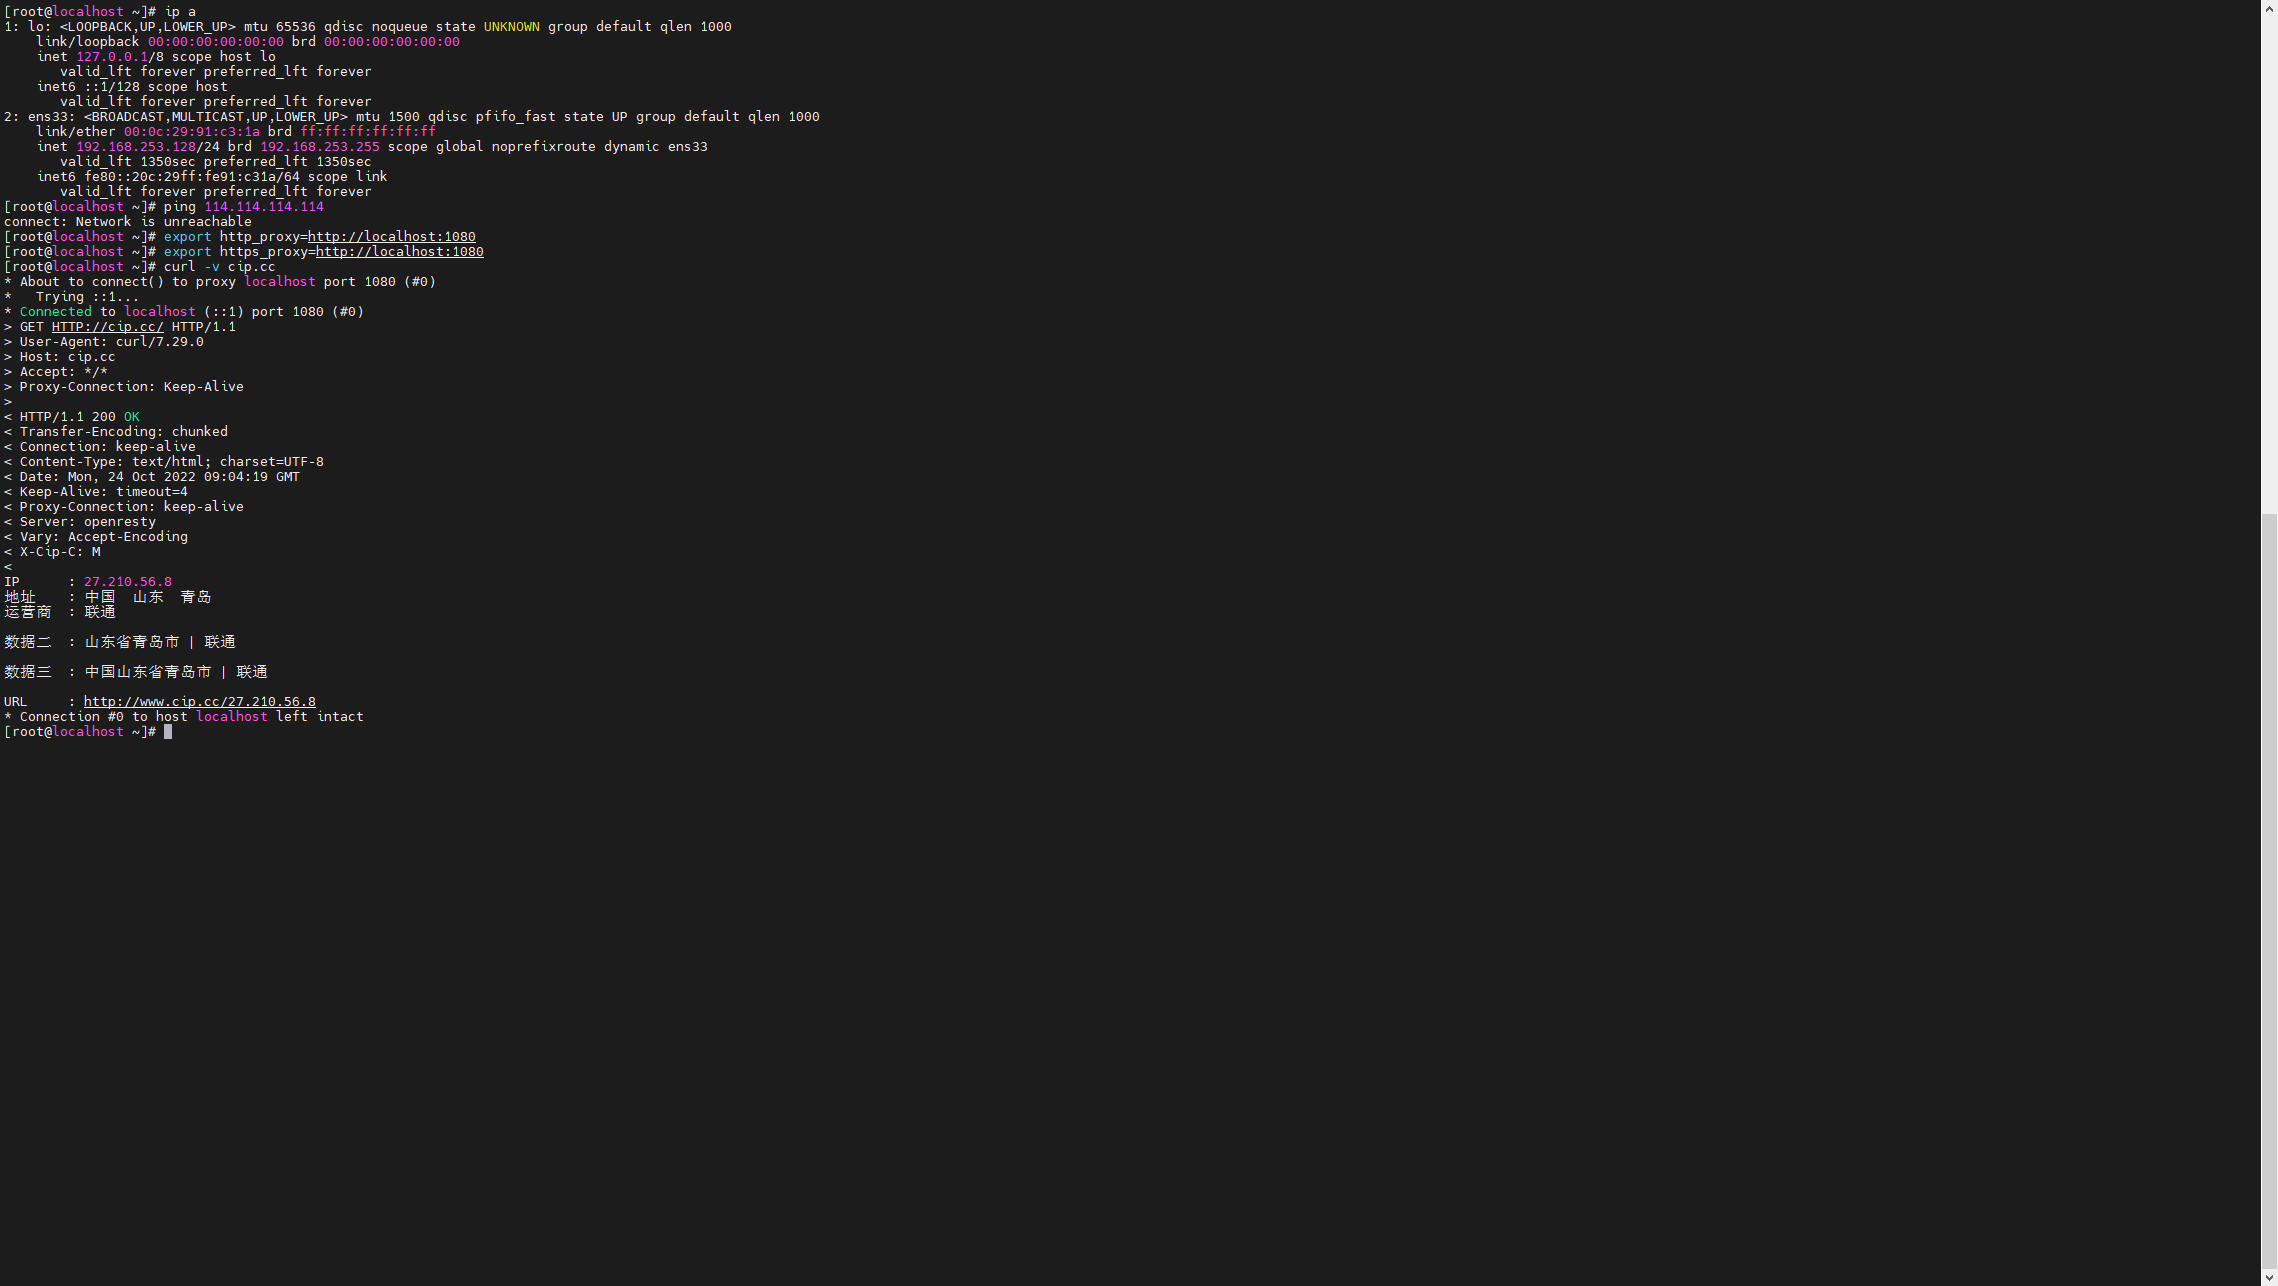 [root@localhost ~]# ip a
1: lo: <LOOPBACK,UP,LOWER_UP> mtu 65536 qdisc noqueue state UNKNOWN group default qlen 1000
    link/loopback 00:00:00:00:00:00 brd 00:00:00:00:00:00
    inet 127.0.0.1/8 scope host lo
       valid_lft forever preferred_lft forever
    inet6 ::1/128 scope host
       valid_lft forever preferred_lft forever
2: ens33: <BROADCAST,MULTICAST,UP,LOWER_UP> mtu 1500 qdisc pfifo_fast state UP group default qlen 1000
    link/ether 00:0c:29:91:c3:1a brd ff:ff:ff:ff:ff:ff
    inet 192.168.253.128/24 brd 192.168.253.255 scope global noprefixroute dynamic ens33
       valid_lft 1350sec preferred_lft 1350sec
    inet6 fe80::20c:29ff:fe91:c31a/64 scope link
       valid_lft forever preferred_lft forever
[root@localhost ~]# ping 114.114.114.114
connect: Network is unreachable
[root@localhost ~]# export http_proxy=http://localhost:1080
[root@localhost ~]# export https_proxy=http://localhost:1080
[root@localhost ~]# curl -v cip.cc
* About to connect() to proxy localhost port 1080 (#0)
*   Trying ::1...
* Connected to localhost (::1) port 1080 (#0)
> GET HTTP://cip.cc/ HTTP/1.1
> User-Agent: curl/7.29.0
> Host: cip.cc
> Accept: */*
> Proxy-Connection: Keep-Alive
>
< HTTP/1.1 200 OK
< Transfer-Encoding: chunked
< Connection: keep-alive
< Content-Type: text/html; charset=UTF-8
< Date: Mon, 24 Oct 2022 09:04:19 GMT
< Keep-Alive: timeout=4
< Proxy-Connection: keep-alive
< Server: openresty
< Vary: Accept-Encoding
< X-Cip-C: M
<
IP      : 27.210.56.8
地址    : 中国  山东  青岛
运营商  : 联通
数据二  : 山东省青岛市 | 联通
数据三  : 中国山东省青岛市 | 联通
URL     : http://www.cip.cc/27.210.56.8
* Connection #0 to host localhost left intact
[root@localhost ~]#